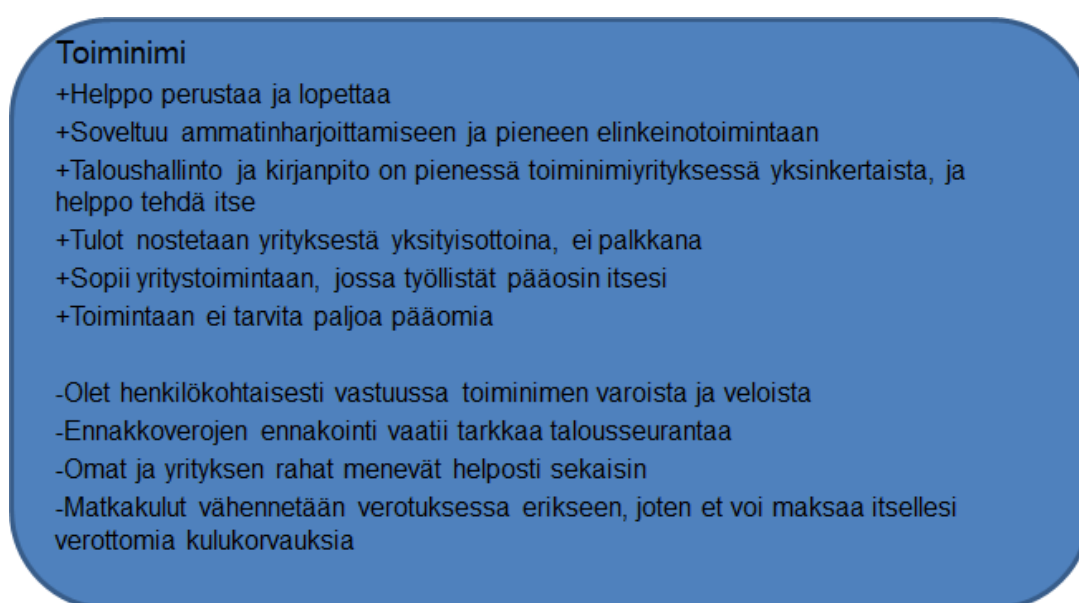 Toiminimi
+Helppo perustaa ja lopettaa
+Soveltuu ammatinharjoittamiseen ja pieneen elinkeinotoimintaan
+Taloushallinto ja kirjanpito on pienessä toiminimiyrityksessä yksinkertaista, ja
helppo tehdä itse
+Tulot nostetaan yrityksestä yksityisottoina, ei palkkana
+Sopii yritystoimintaan, jossa työllistät pääosin itsesi
+Toimintaan ei tarvita paljoa pääomia
-Olet henkilökohtaisesti vastuussa toiminimen varoista ja veloista
-Ennakkoverojen ennakointi vaatii tarkkaa talousseurantaa
-Omat ja yrityksen rahat menevät helposti sekaisin
-Matkakulut vähennetään verotuksessa erikseen, joten et voi maksaa itsellesi
verottomia kulukorvauksia